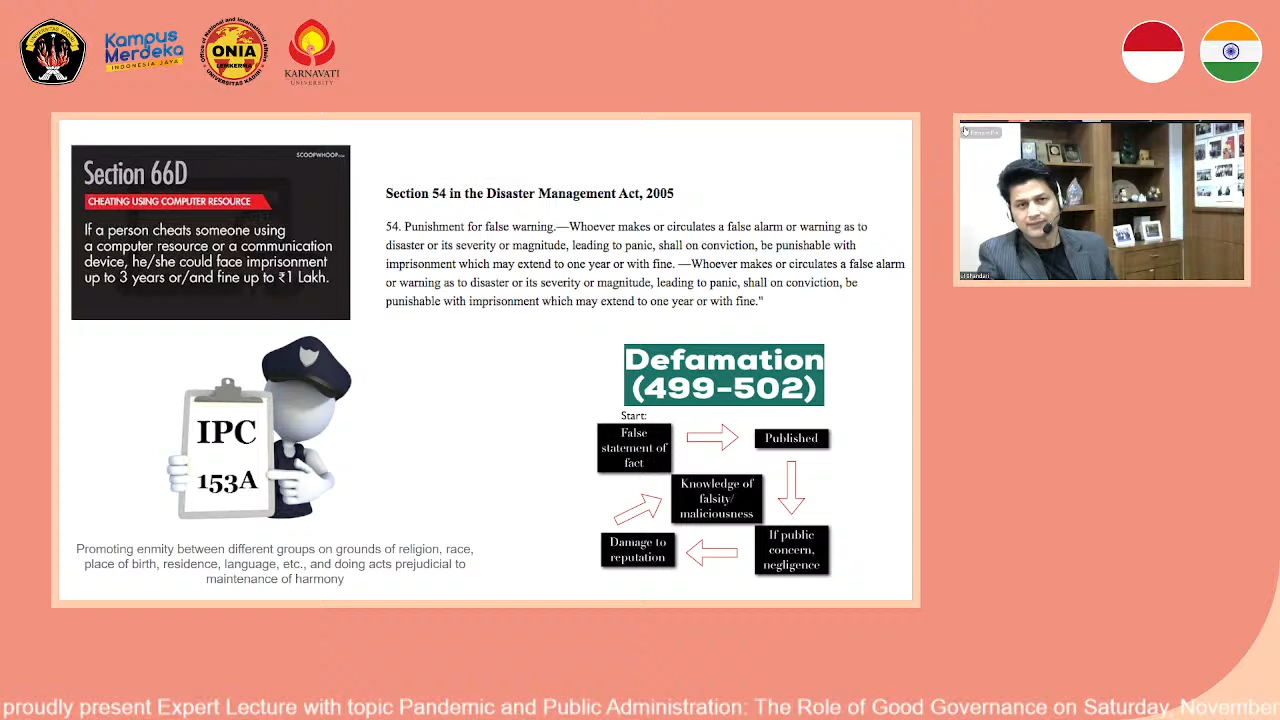 UNIVERSITAS KADIRI
Kampus
Merdeka
INDONESIA JAYA
Office of National and International Affairs
ONIA
LEMKERMA
UNIVERSITAS KADIRI
KARNAVATI
UNIVERSITY
SCOOPWHOOP.COM
Section 66D
CHEATING USING COMPUTER RESOURCE
If a person cheats someone using
a computer resource or a communication
device, he/she could face imprisonment
up to 3 years or/and fine up to ₹1 Lakh.
Section 54 in the Disaster Management Act, 2005
54. Punishment for false warning.—Whoever makes or circulates a false alarm or warning as to
disaster or its severity or magnitude, leading to panic, shall on conviction, be punishable with
imprisonment which may extend to one year or with fine. —Whoever makes or circulates a false alarm
or warning as to disaster or its severity or magnitude, leading to panic, shall on conviction, be
punishable with imprisonment which may extend to one year or with fine."
IPC
153A
Promoting enmity between different groups on grounds of religion, race,
place of birth, residence, language, etc., and doing acts prejudicial to
maintenance of harmony
Defamation
(499-502)
Start:
False
statement of
fact
Published
Knowledge of
falsity/
maliciousness
If public
concern,
negligence
Damage to
reputation
proudly present Expert Lecture with topic Pandemic and Public Administration: The Role of Good Governance on Saturday, November